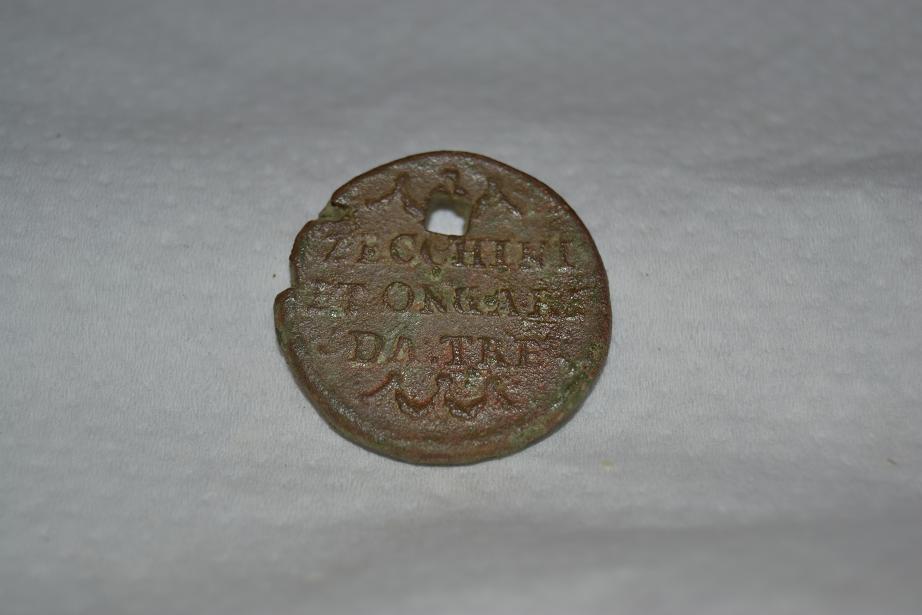 ZECCHINI
ET ONGARI
DA.TRE